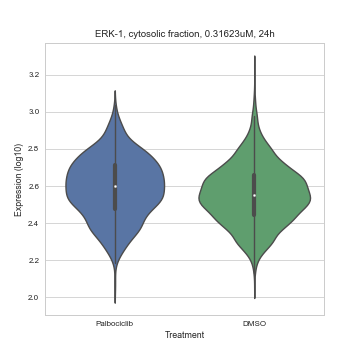 ERK-1, cytosolic fraction, 0.31623uM, 24h
3.2
3.0
2.8
2.6
2.4
2.2
2.0
Expression (log10)
Palbociclib
DMSO
Treatment